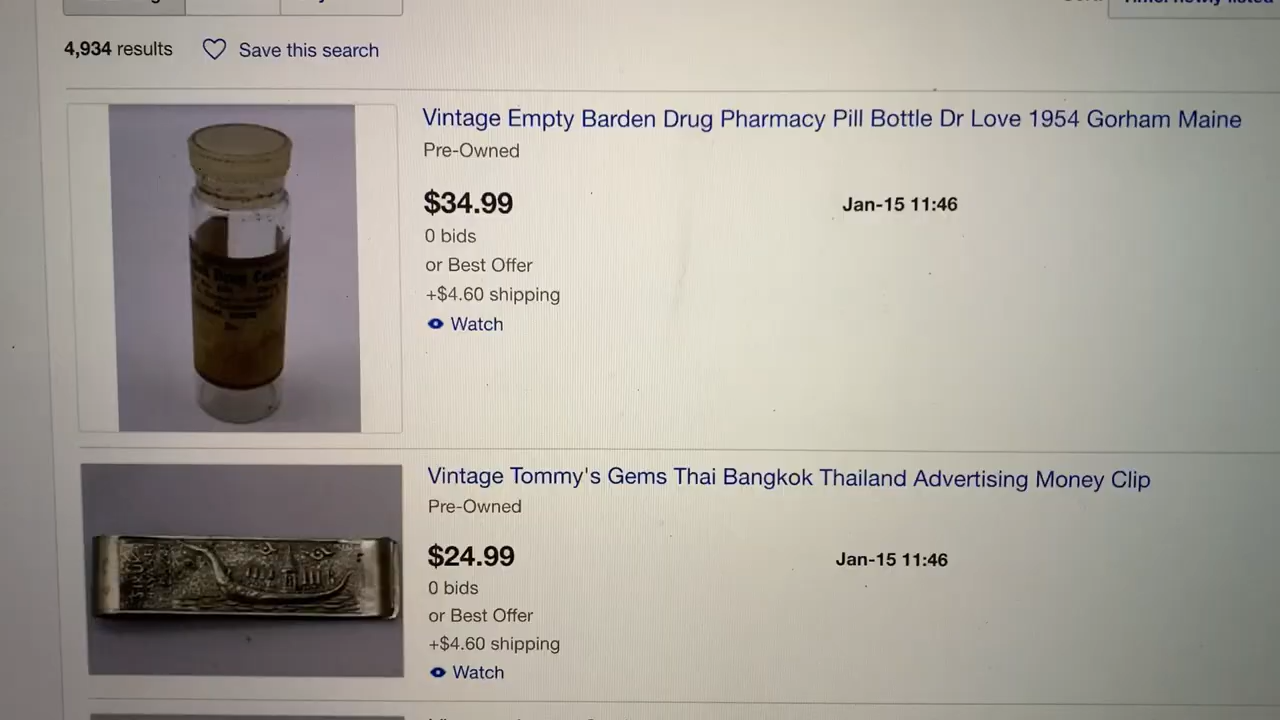 4,934 results
Save this search
Vintage Empty Barden Drug Pharmacy Pill Bottle Dr Love 1954 Gorham Maine
Pre-Owned
$34.99
Jan-15 11:46
0 bids
or Best Offer
+$4.60 shipping
Watch
Vintage Tommy's Gems Thai Bangkok Thailand Advertising Money Clip
Pre-Owned
$24.99
Jan-15 11:46
0 bids
or Best Offer
+$4.60 shipping
Watch